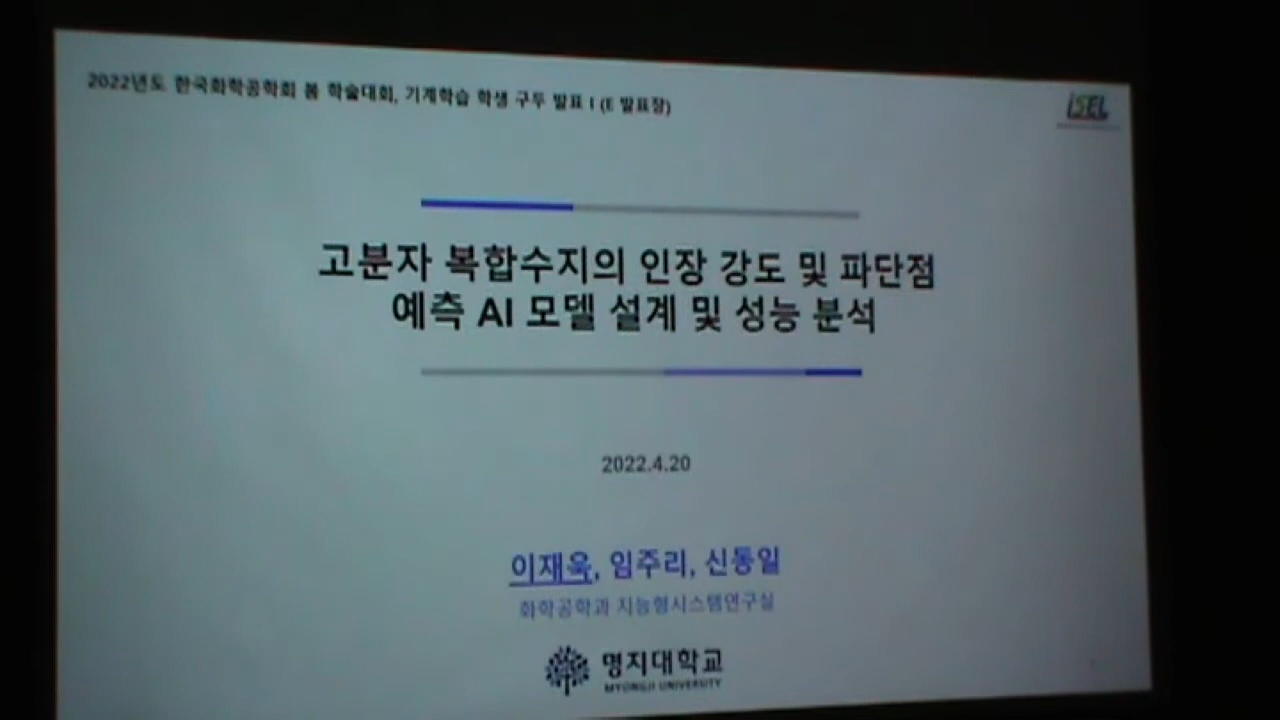 2022년도 한국화학공학회 봄 학술대회, 기계학습 학생 구두 발표 I (E 발표장)
iSEL
고분자 복합수지의 인장 강도 및 파단점
예측 AI 모델 설계 및 성능 분석
2022.4.20
이재욱, 임주리, 신동일
화학공학과 지능형시스템연구실
명지대학교
MYONGJI UNIVERSITY